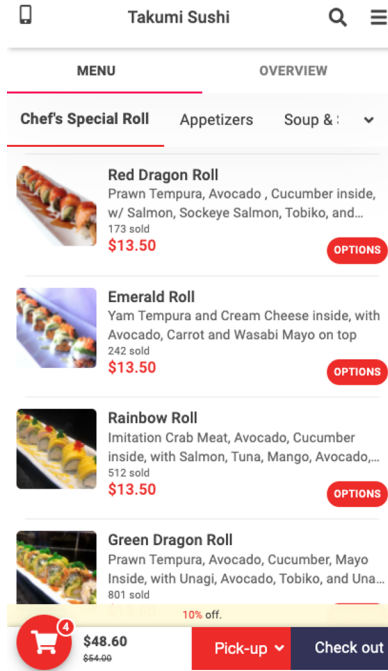 Takumi Sushi
MENU
OVERVIEW
Chef's Special Roll
Appetizers
Soup &
Red Dragon Roll
Prawn Tempura, Avocado , Cucumber inside,
w/ Salmon, Sockeye Salmon, Tobiko, and...
173 sold
$13.50
OPTIONS
Emerald Roll
Yam Tempura and Cream Cheese inside, with
Avocado, Carrot and Wasabi Mayo on top
242 sold
$13.50
OPTIONS
Rainbow Roll
Imitation Crab Meat, Avocado, Cucumber
inside, with Salmon, Tuna, Mango, Avocado,...
512 sold
$13.50
OPTIONS
Green Dragon Roll
Prawn Tempura, Avocado, Cucumber, Mayo
Inside, with Unagi, Avocado, Tobiko, and Una...
801 sold
10% off.
4
$48.60
$54.00
Pick-up
Check out